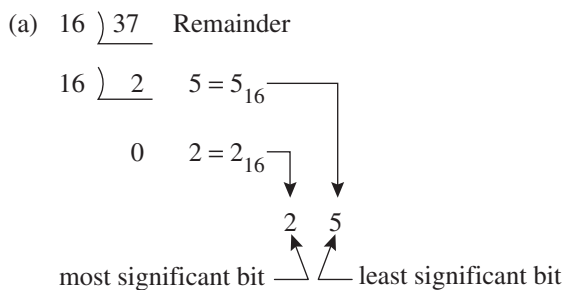 (a) 16 ) 37 Remainder
16 ) 2 5 = 5₁₆
0 2 = 2₁₆
2 5
most significant bit least significant bit